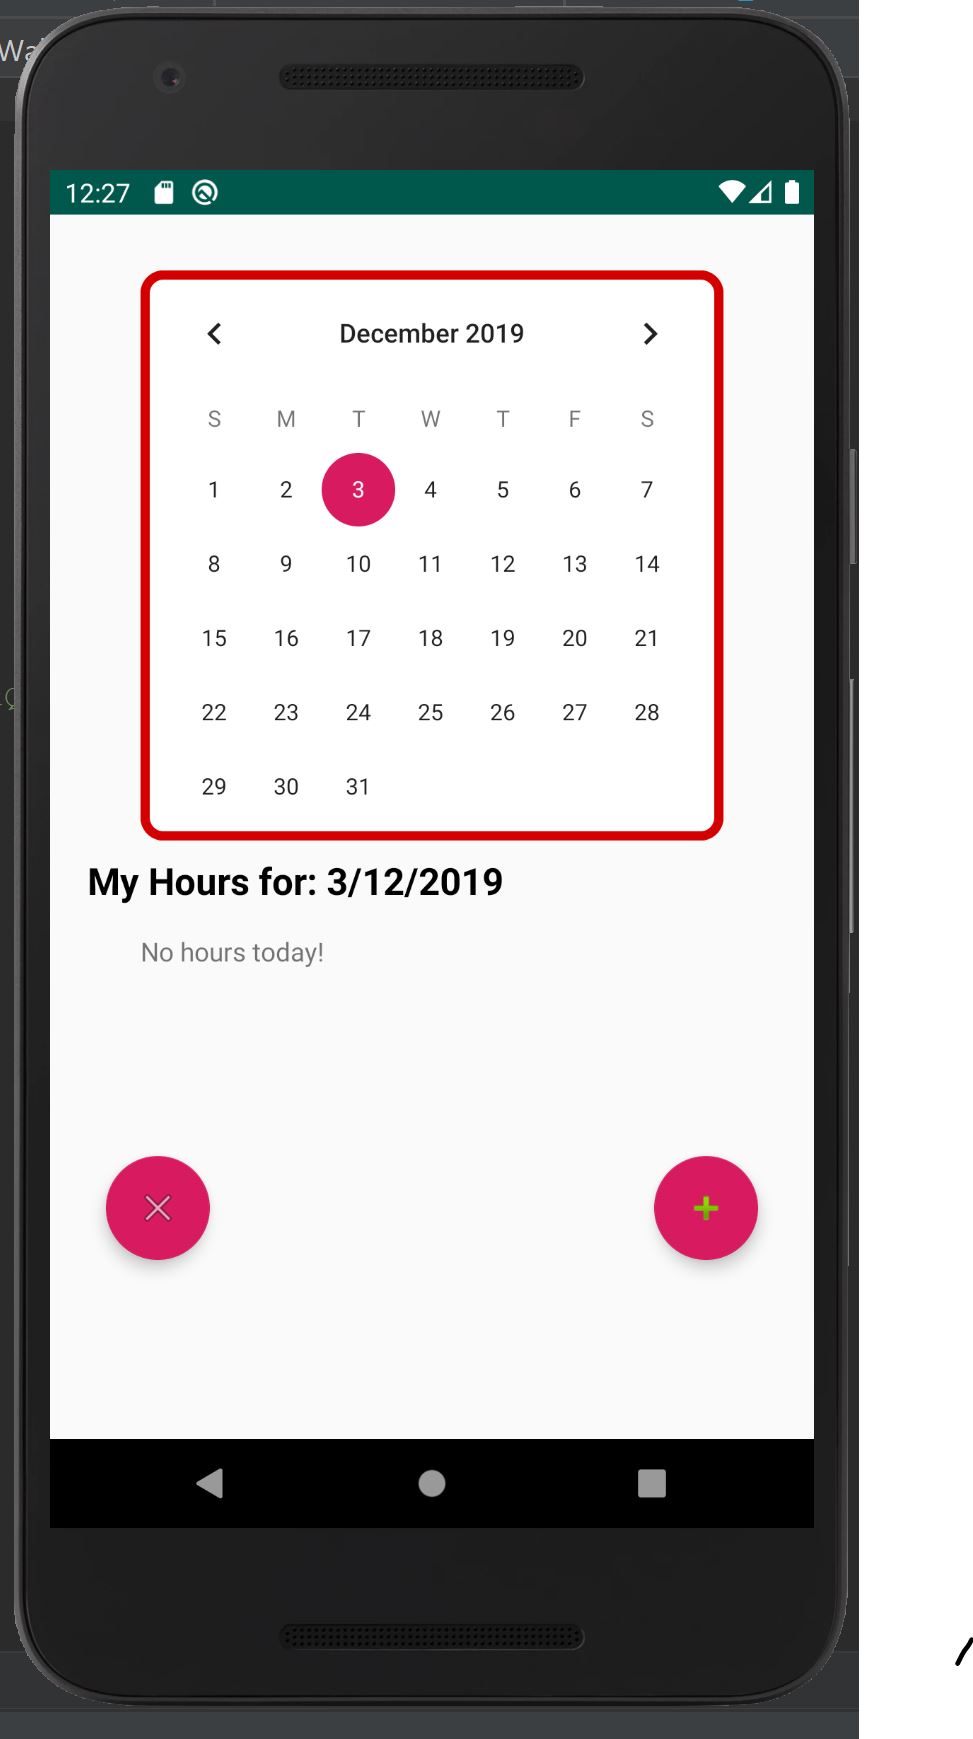 Wa
12:27
December 2019
S M T W T F S
1 2 3 4 5 6 7
8 9 10 11 12 13 14
15 16 17 18 19 20 21
22 23 24 25 26 27 28
29 30 31
My Hours for: 3/12/2019
No hours today!